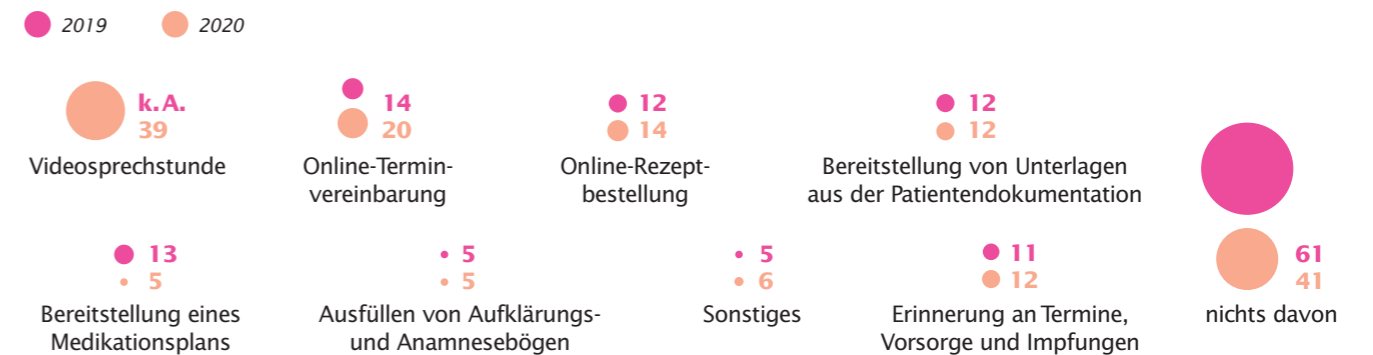 2019
2020
k.A.
39
Videosprechstunde
14
20
Online-Termin-
vereinbarung
12
14
Online-Rezept-
bestellung
12
12
Bereitstellung von Unterlagen
aus der Patientendokumentation
13
5
Bereitstellung eines
Medikationsplans
5
5
Ausfüllen von Aufklärungs-
und Anamnesebögen
5
6
Sonstiges
11
12
Erinnerung an Termine,
Vorsorge und Impfungen
61
41
nichts davon